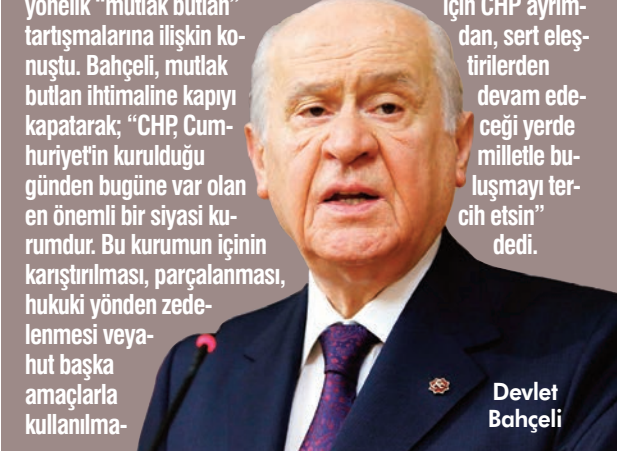 yönelik “mutlak butlan”
tartışmalarına ilişkin ko-
nuştu. Bahçeli, mutlak
butlan ihtimaline kapıyı
kapatarak; “CHP, Cum-
huriyet'in kurulduğu
günden bugüne var olan
en önemli bir siyasi ku-
rumdur. Bu kurumun içinin
karıştırılması, parçalanması,
hukuki yönden zede-
lenmesi veya-
hut başka
amaçlarla
kullanılma-
için CHP ayrım-
dan, sert eleş-
tirilerden
devam ede-
ceği yerde
milletle bu-
luşmayı ter-
cih etsin”
dedi.
Devlet
Bahçeli